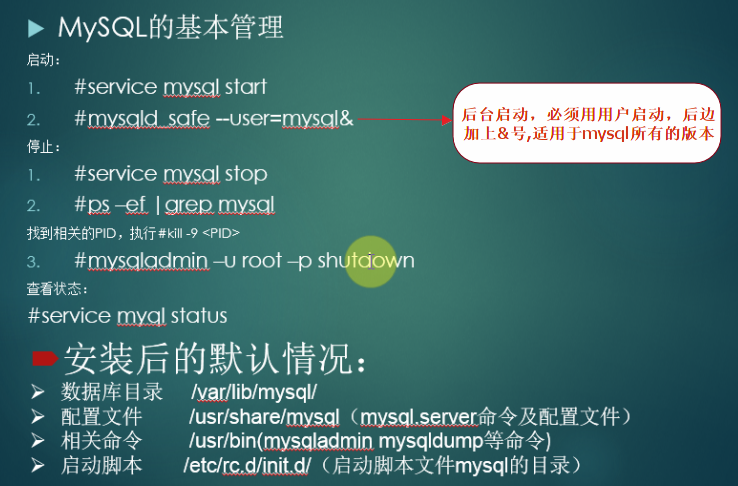 MySQL的基本管理
启动：
1. #service mysql start
2. #mysqld_safe --user=mysql&
后台启动，必须用用户启动，后边
加上&号,适用于mysql所有的版本
停止：
1. #service mysql stop
2. #ps –ef |grep mysql
找到相关的PID，执行#kill -9 <PID>
3. #mysqladmin –u root –p shutdown
查看状态：
#service myql status
安装后的默认情况：
数据库目录 /var/lib/mysql/
配置文件 /usr/share/mysql（mysql.server命令及配置文件）
相关命令 /usr/bin(mysqladmin mysqldump等命令)
启动脚本 /etc/rc.d/init.d/（启动脚本文件mysql的目录）